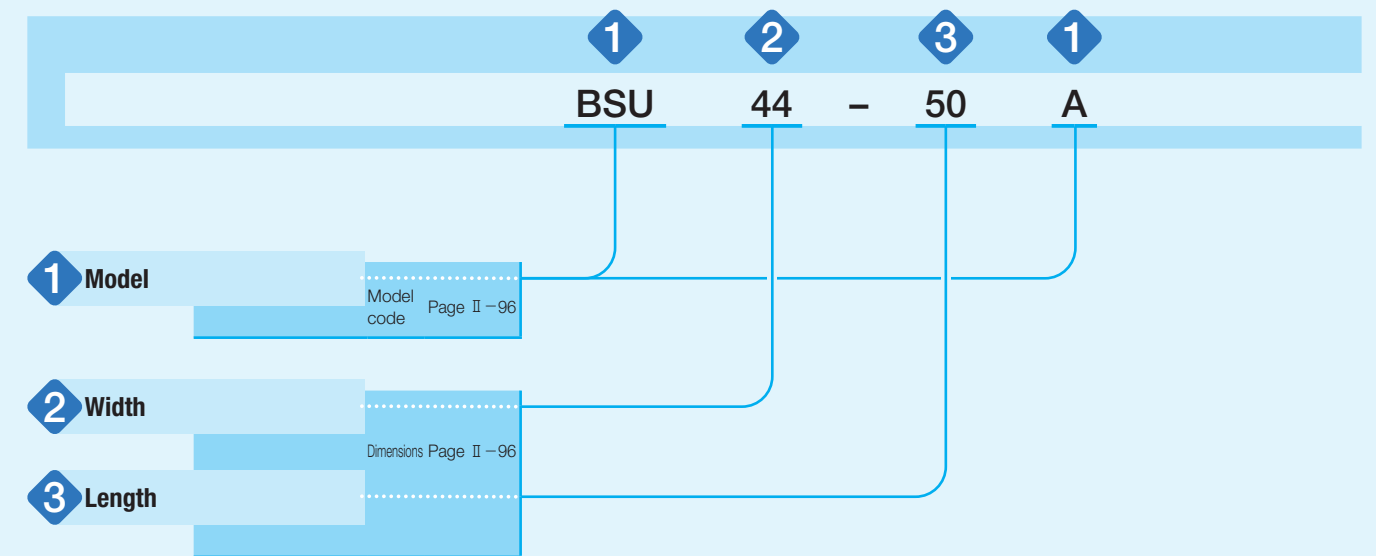 1 2 3 1
BSU 44 – 50 A
1 Model
Model code Page Ⅱ－96
2 Width
Dimensions Page Ⅱ－96
3 Length